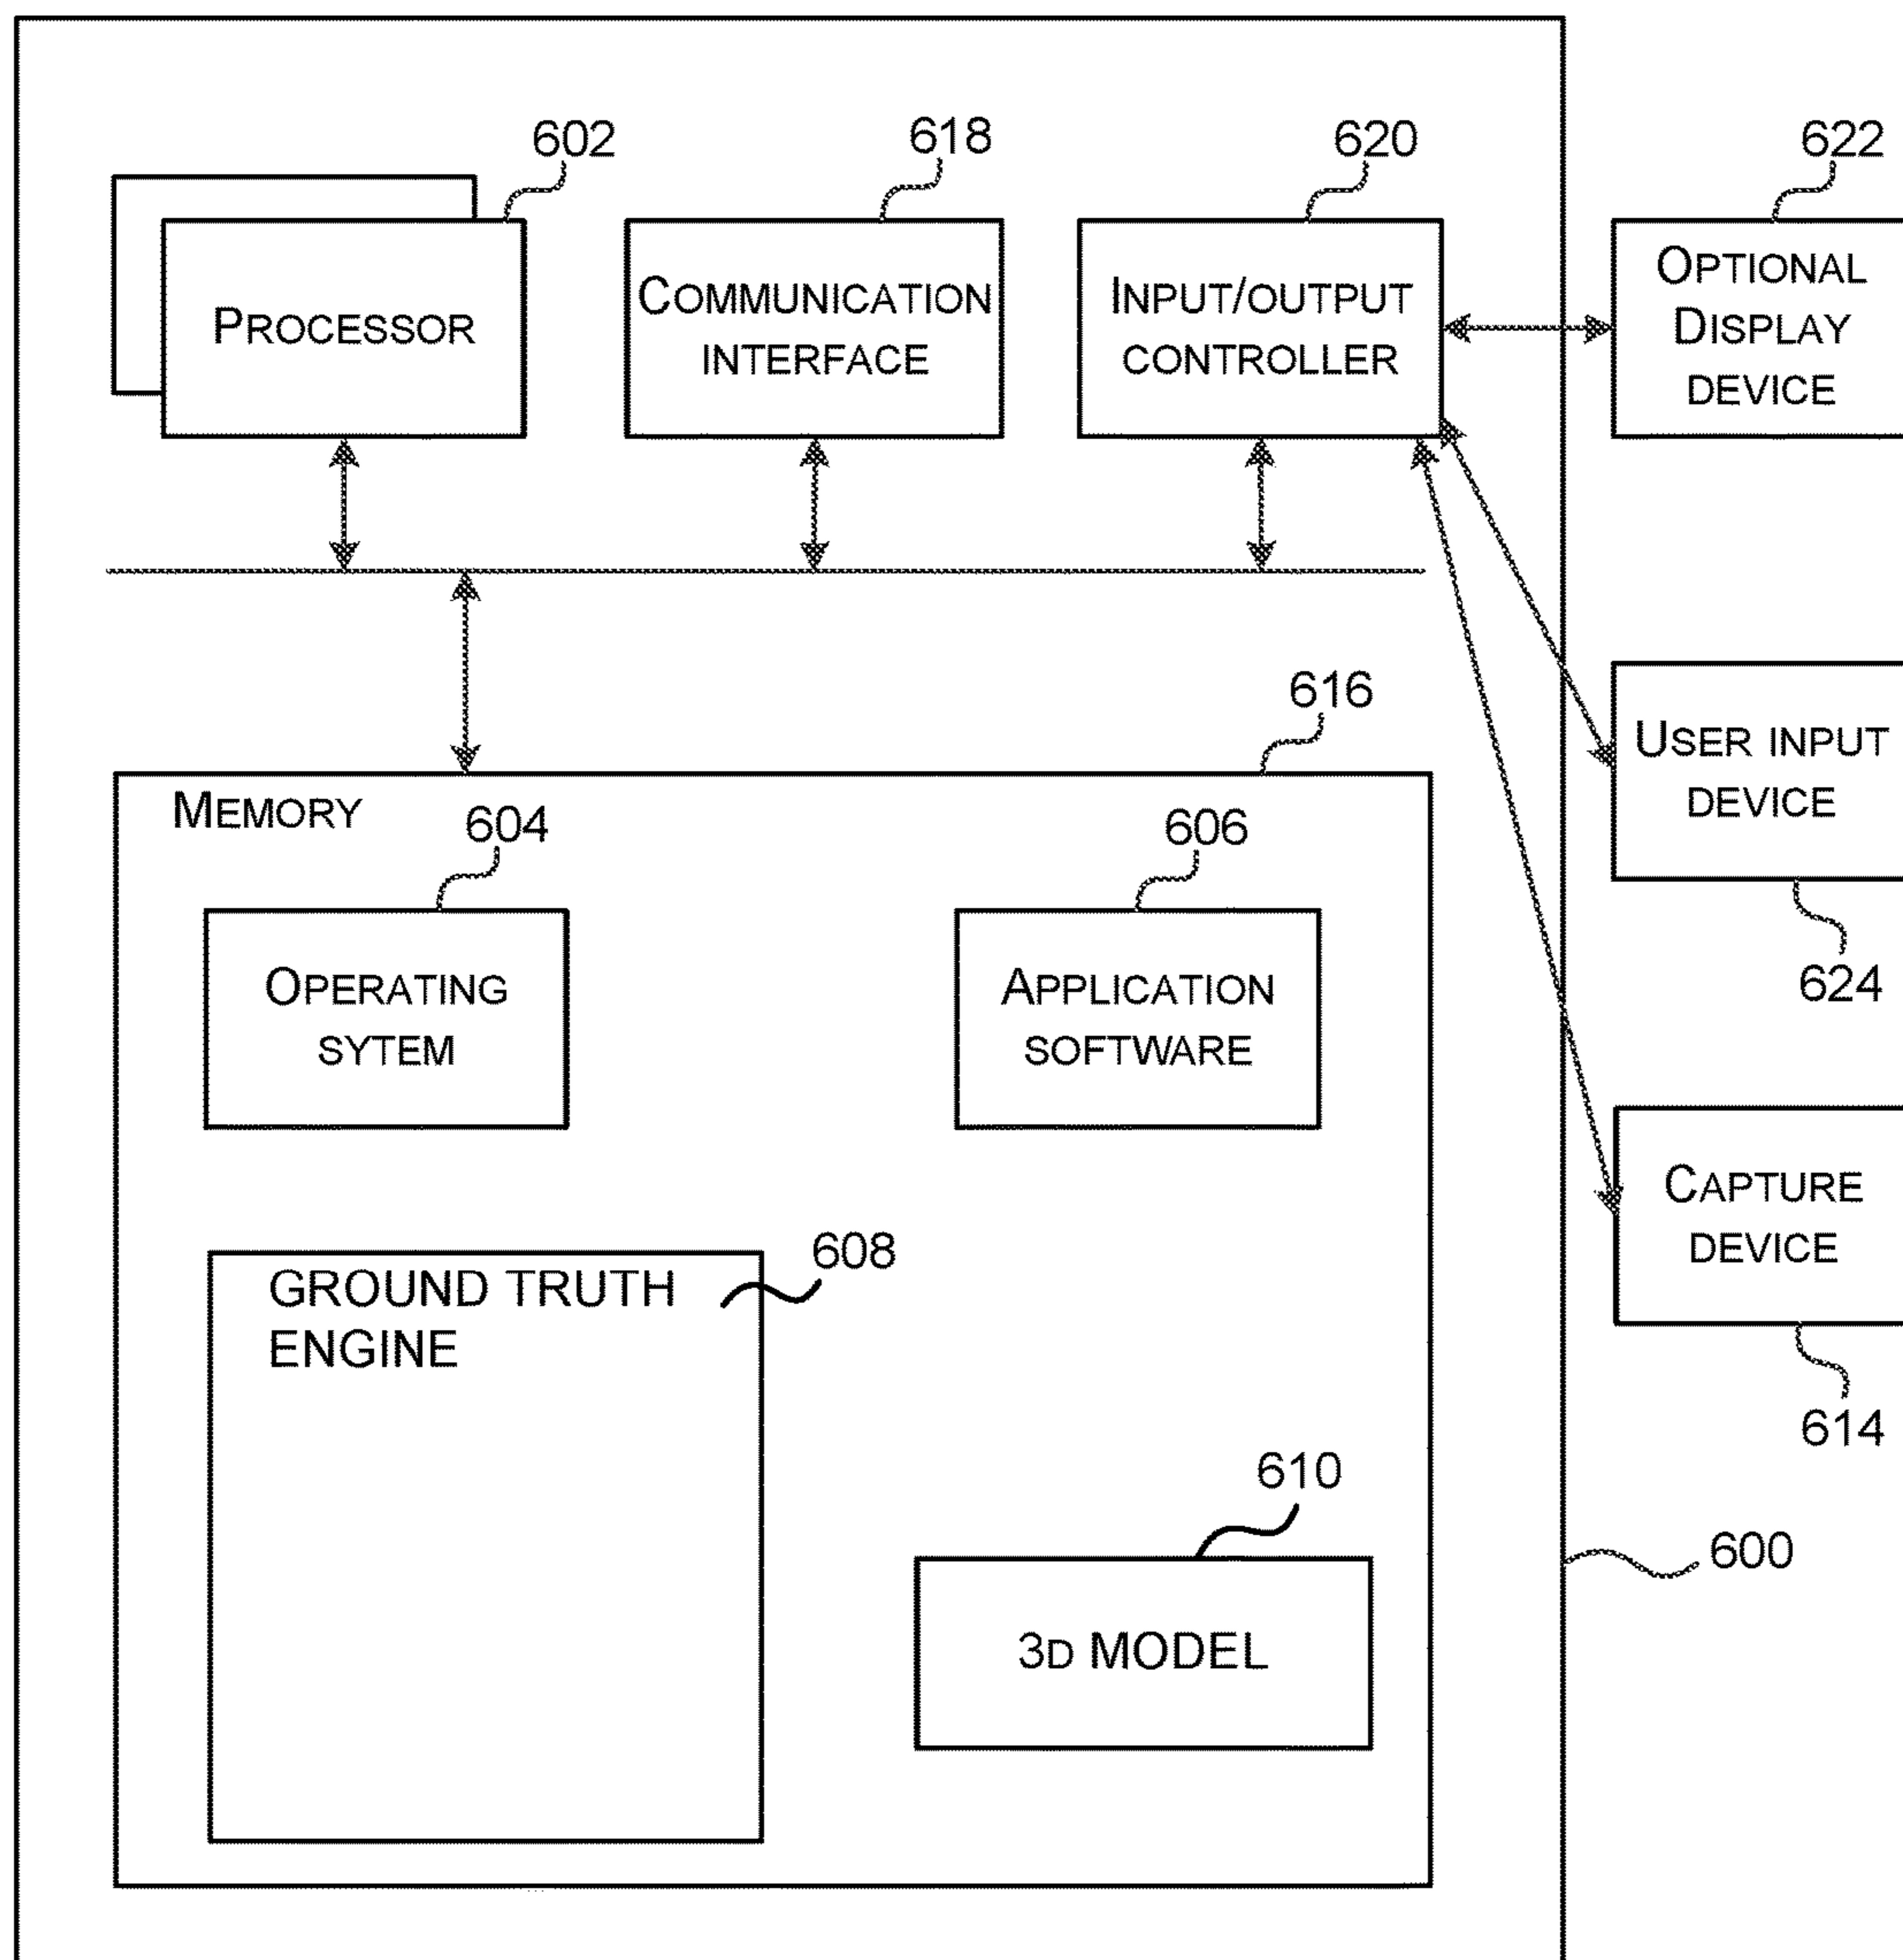 602
618
620
622
PROCESSOR
COMMUNICATION
INTERFACE
INPUT/OUTPUT
CONTROLLER
OPTIONAL
DISPLAY
DEVICE
616
MEMORY
604
606
USER INPUT
DEVICE
624
OPERATING
SYTEM
APPLICATION
SOFTWARE
CAPTURE
DEVICE
614
608
GROUND TRUTH
ENGINE
610
3D MODEL
600